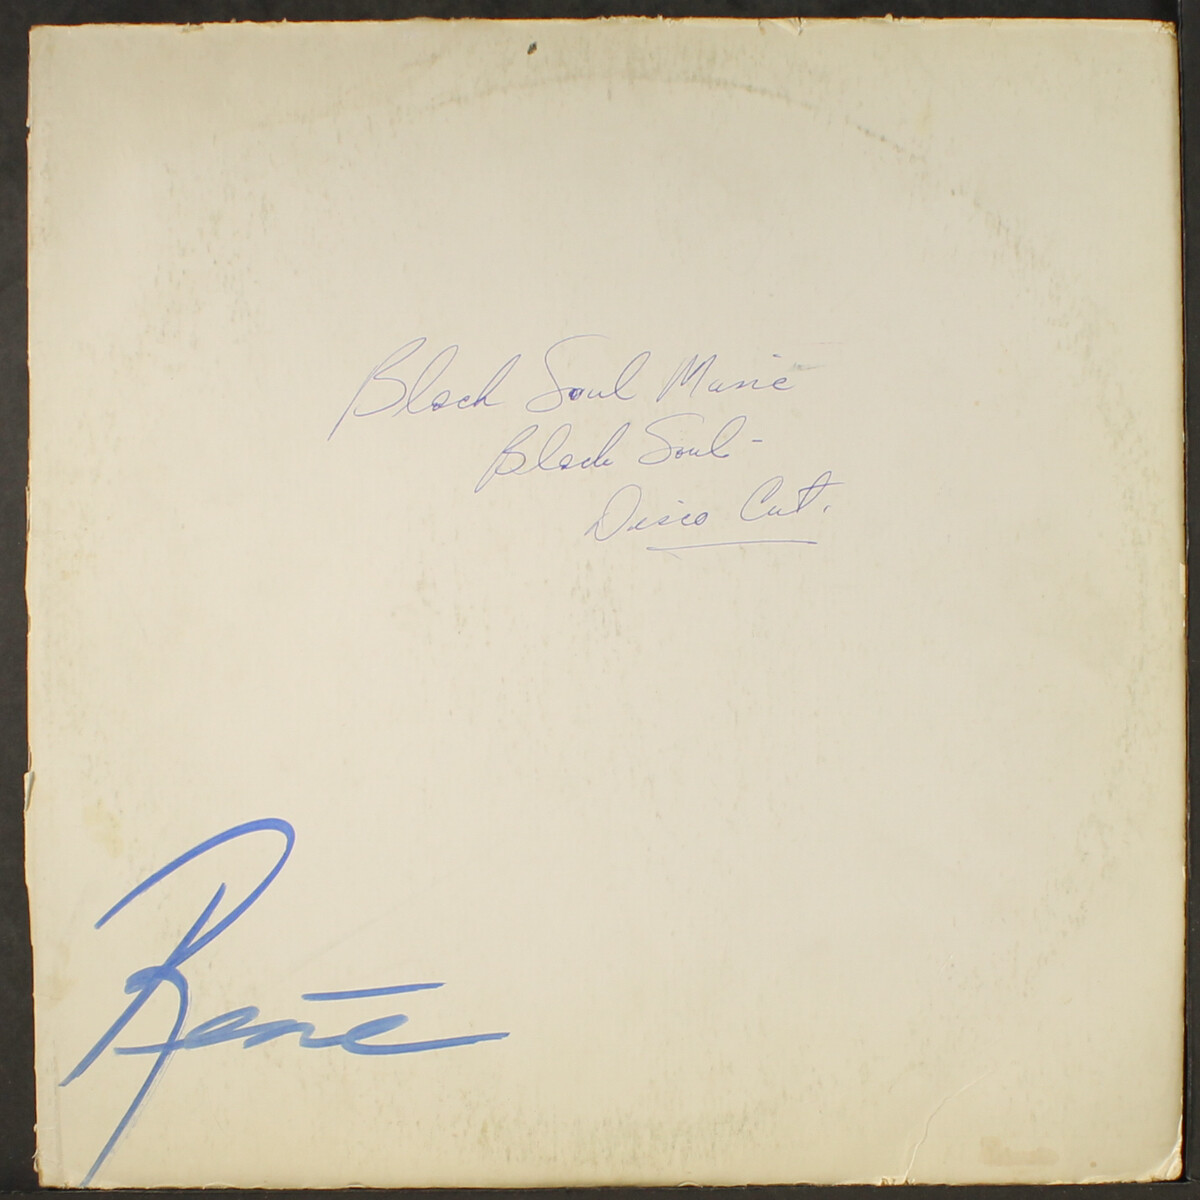 Black Soul Music
Black Soul -
Disco Cut.
René